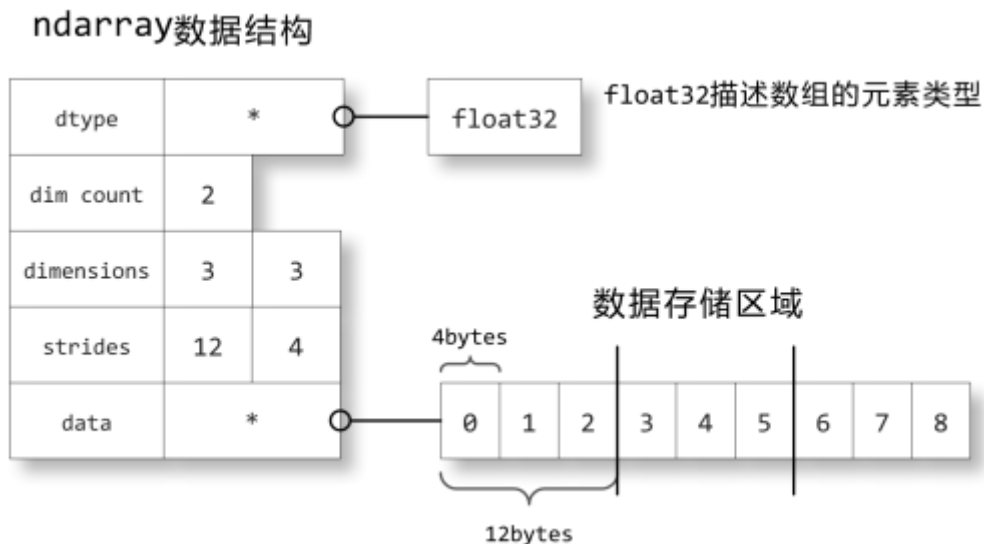 ndarray数据结构
dtype * float32 float32描述数组的元素类型
dim count 2
dimensions 3 3
数据存储区域
strides 12 4 4bytes
data * 0 1 2 3 4 5 6 7 8
12bytes